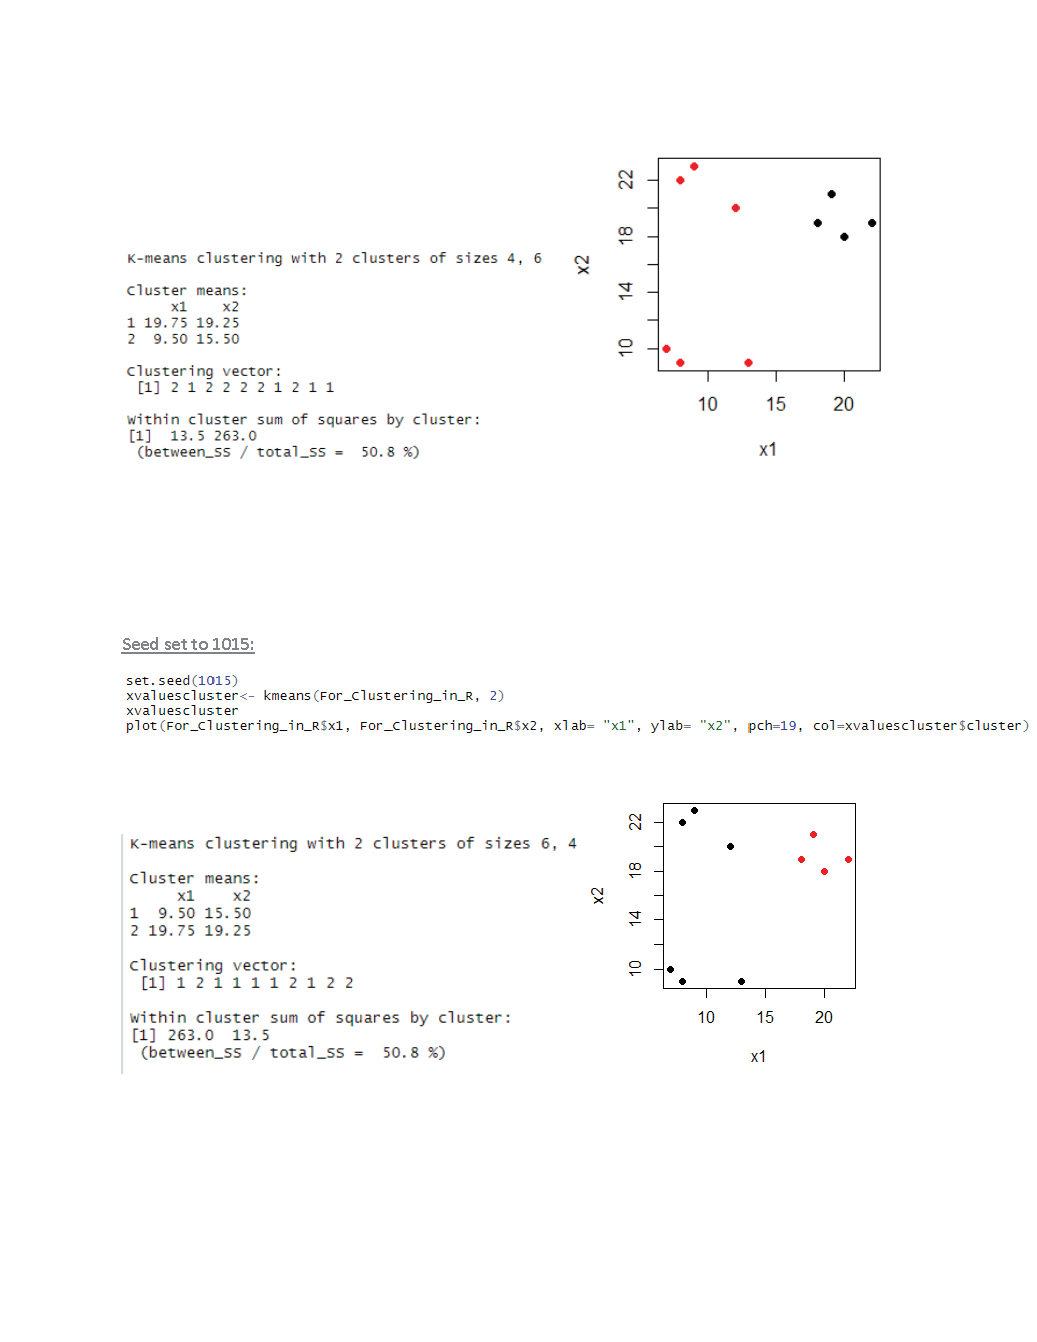 K-means clustering with 2 clusters of sizes 4, 6
Cluster means:
x1 x2
1 19.75 19.25
2 9.50 15.50
Clustering vector:
[1] 2 1 2 2 2 2 1 2 1 1
Within cluster sum of squares by cluster:
[1] 13.5 263.0
(between_SS / total_SS = 50.8 %)
22
18
14
10
x2
10 15 20
x1
Seed set to 1015:
set.seed(1015)
xvaluescluster<- kmeans(For_Clustering_in_R, 2)
xvaluescluster
plot(For_Clustering_in_R$x1, For_Clustering_in_R$x2, xlab= "x1", ylab= "x2", pch=19, col=xvaluescluster$cluster)
K-means clustering with 2 clusters of sizes 6, 4
Cluster means:
x1 x2
1 9.50 15.50
2 19.75 19.25
Clustering vector:
[1] 1 2 1 1 1 1 2 1 2 2
Within cluster sum of squares by cluster:
[1] 263.0 13.5
(between_SS / total_SS = 50.8 %)
22
18
14
10
x2
10 15 20
x1